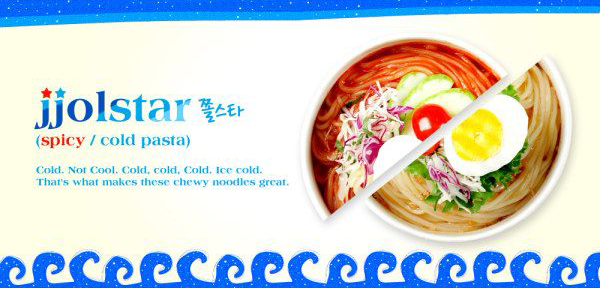 jjolstar 쫄스타
(spicy / cold pasta)
Cold. Not Cool. Cold, cold, Cold. Ice cold.
That's what makes these chewy noodles great.